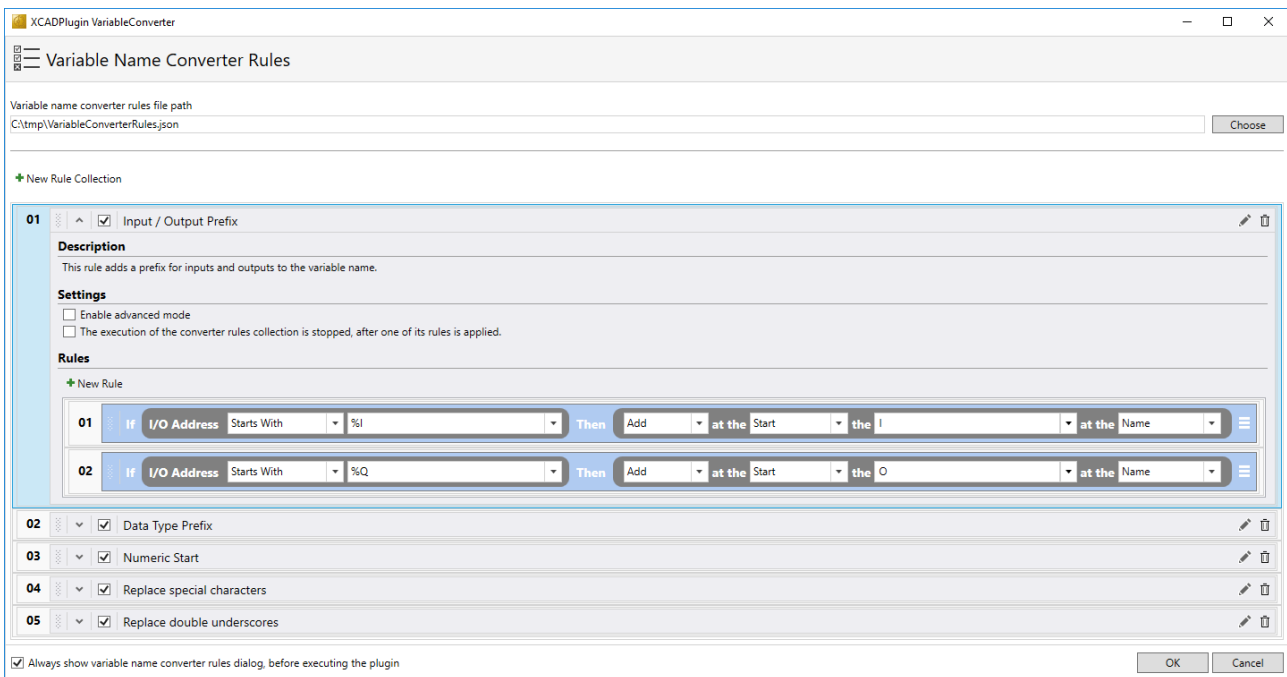 XCADPlugin VariableConverter
Variable Name Converter Rules
Variable name converter rules file path
C:\tmp\VariableConverterRules.json Choose
New Rule Collection
01 Input / Output Prefix
Description
This rule adds a prefix for inputs and outputs to the variable name.
Settings
Enable advanced mode
The execution of the converter rules collection is stopped, after one of its rules is applied.
Rules
New Rule
01 If I/O Address Starts With %I Then Add at the Start the I at the Name
02 If I/O Address Starts With %Q Then Add at the Start the O at the Name
02 Data Type Prefix
03 Numeric Start
04 Replace special characters
05 Replace double underscores
Always show variable name converter rules dialog, before executing the plugin OK Cancel